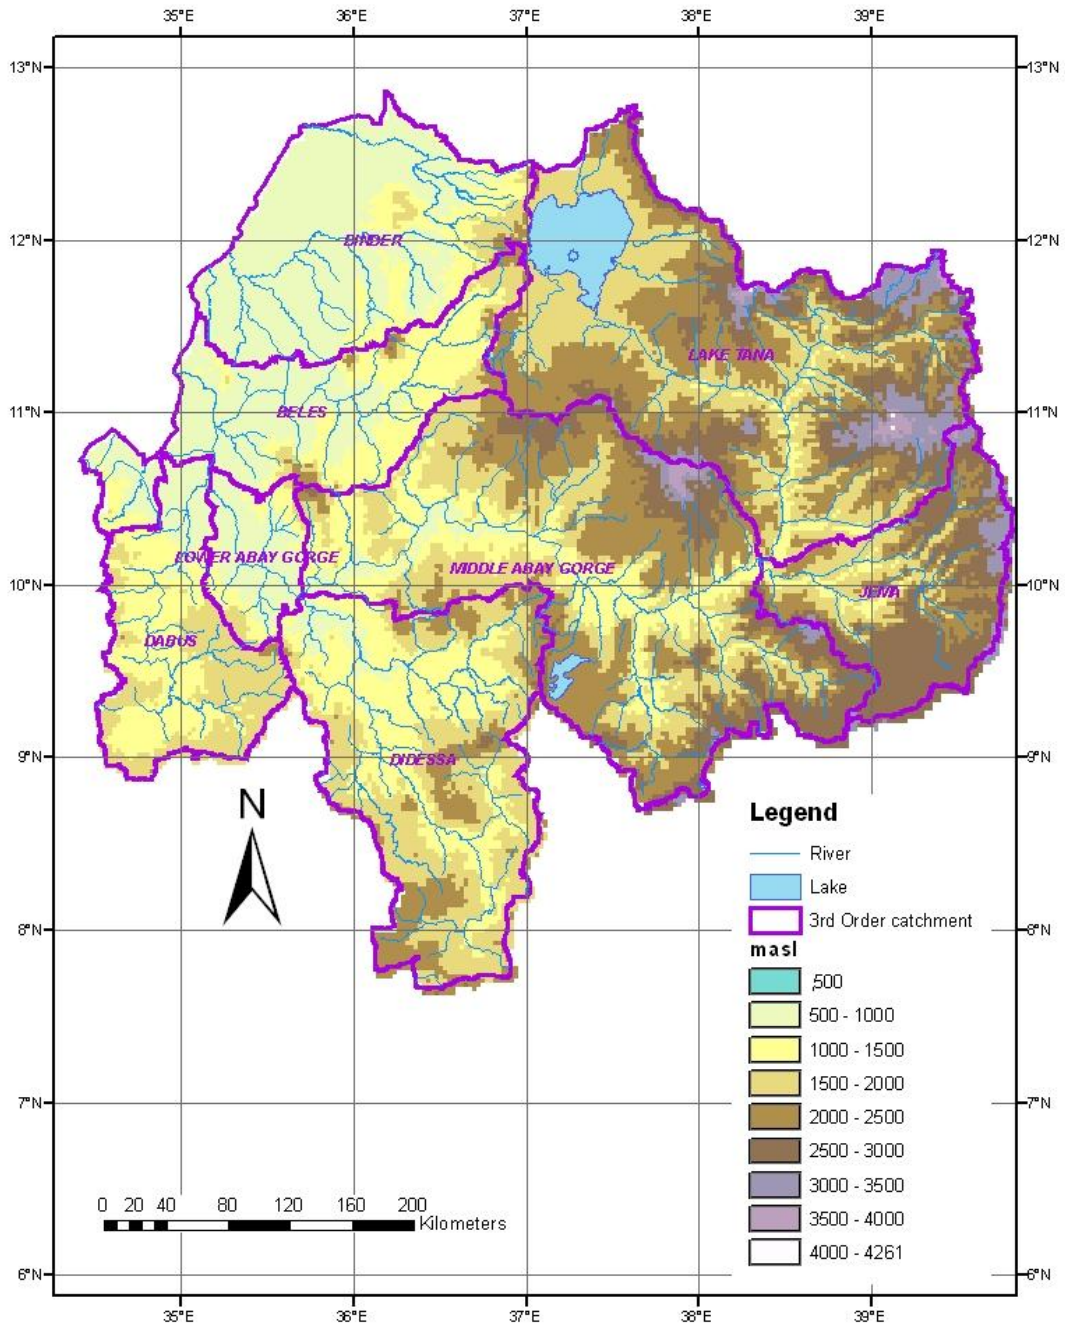 35°E 36°E 37°E 38°E 39°E
13°N 13°N
12°N 12°N
BINDER
LAKE TANA
11°N 11°N
BELES
LOWER ABAY GORGE
MIDDLE ABAY GORGE
10°N 10°N
JEMA
DABUS
9°N 9°N
DIDESSA
N
Legend
River
Lake
8°N 8°N
3rd Order catchment
masl
,500
500 - 1000
1000 - 1500
1500 - 2000
7°N 7°N
2000 - 2500
2500 - 3000
3000 - 3500
0 20 40 80 120 160 200
Kilometers
3500 - 4000
4000 - 4261
6°N 6°N
35°E 36°E 37°E 38°E 39°E